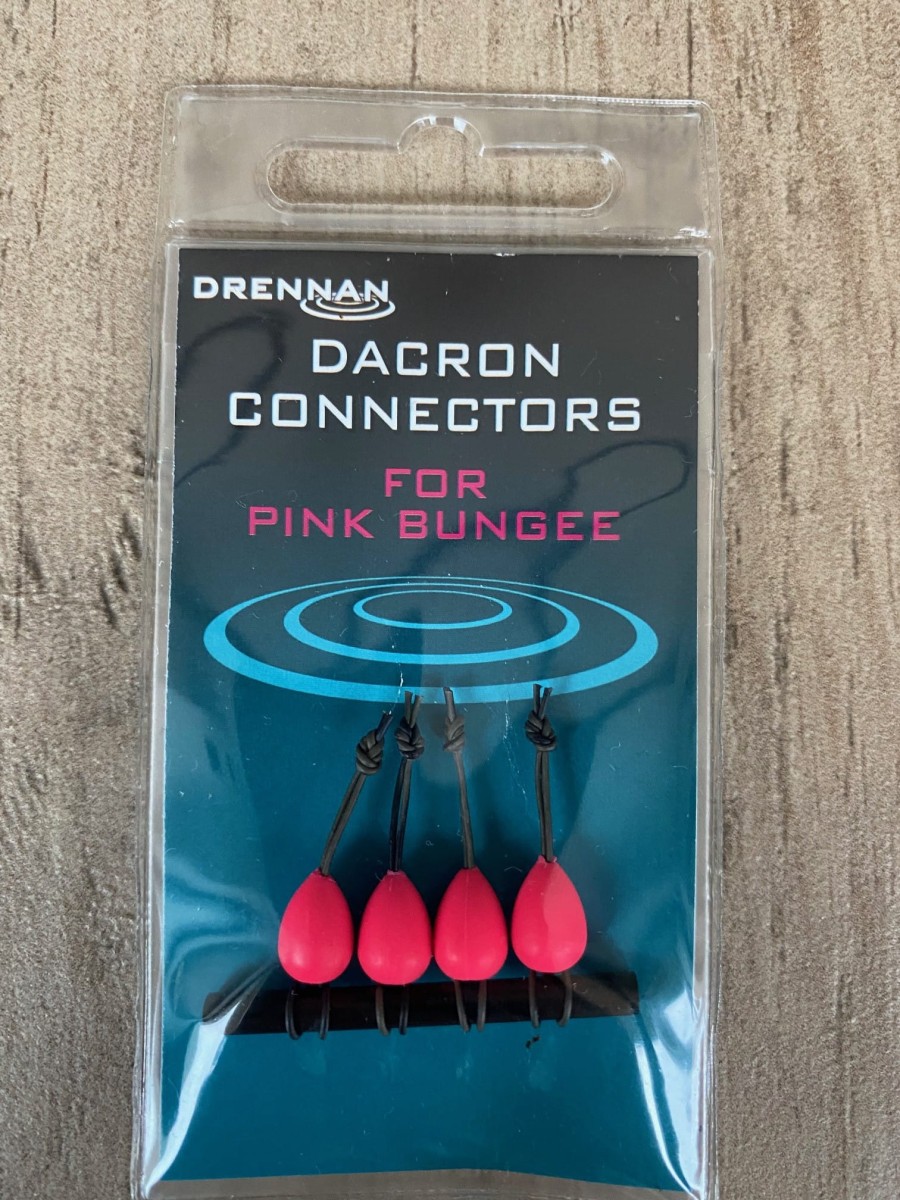 DRENNAN
DACRON
CONNECTORS
FOR
PINK BUNGEE